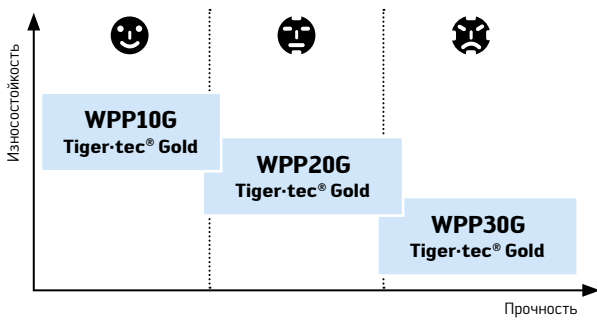 Износостойкость
WPP10G
Tiger·tec® Gold
WPP20G
Tiger·tec® Gold
WPP30G
Tiger·tec® Gold
Прочность